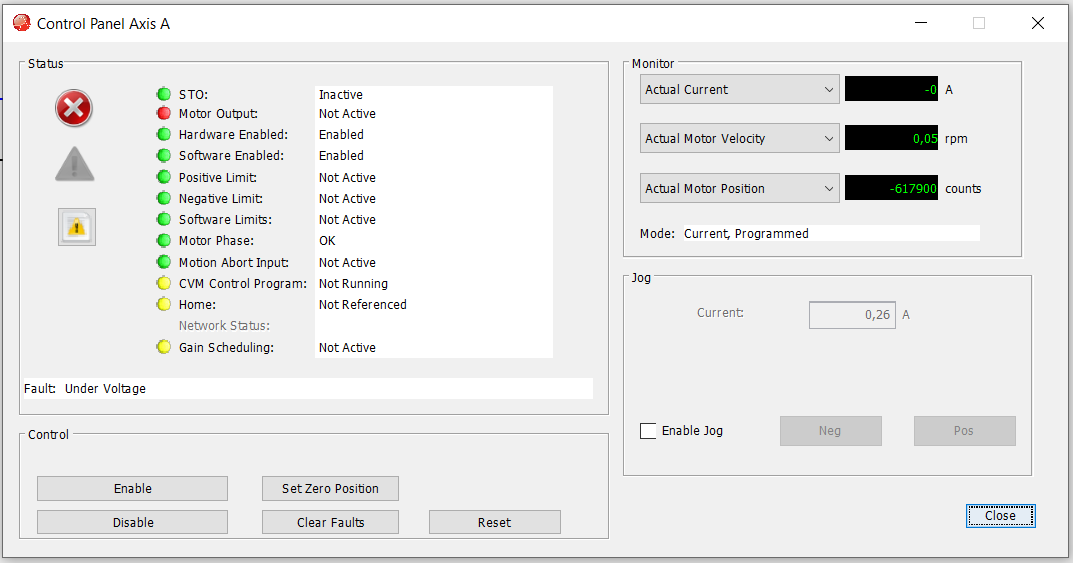 Control Panel Axis A
Status
STO: Inactive
Motor Output: Not Active
Hardware Enabled: Enabled
Software Enabled: Enabled
Positive Limit: Not Active
Negative Limit: Not Active
Software Limits: Not Active
Motor Phase: OK
Motion Abort Input: Not Active
CVM Control Program: Not Running
Home: Not Referenced
Network Status:
Gain Scheduling: Not Active
Fault: Under Voltage
Control
Enable
Set Zero Position
Disable
Clear Faults
Reset
Monitor
Actual Current -0 A
Actual Motor Velocity 0,05 rpm
Actual Motor Position -617900 counts
Mode: Current, Programmed
Jog
Current: 0,26 A
Enable Jog
Neg
Pos
Close